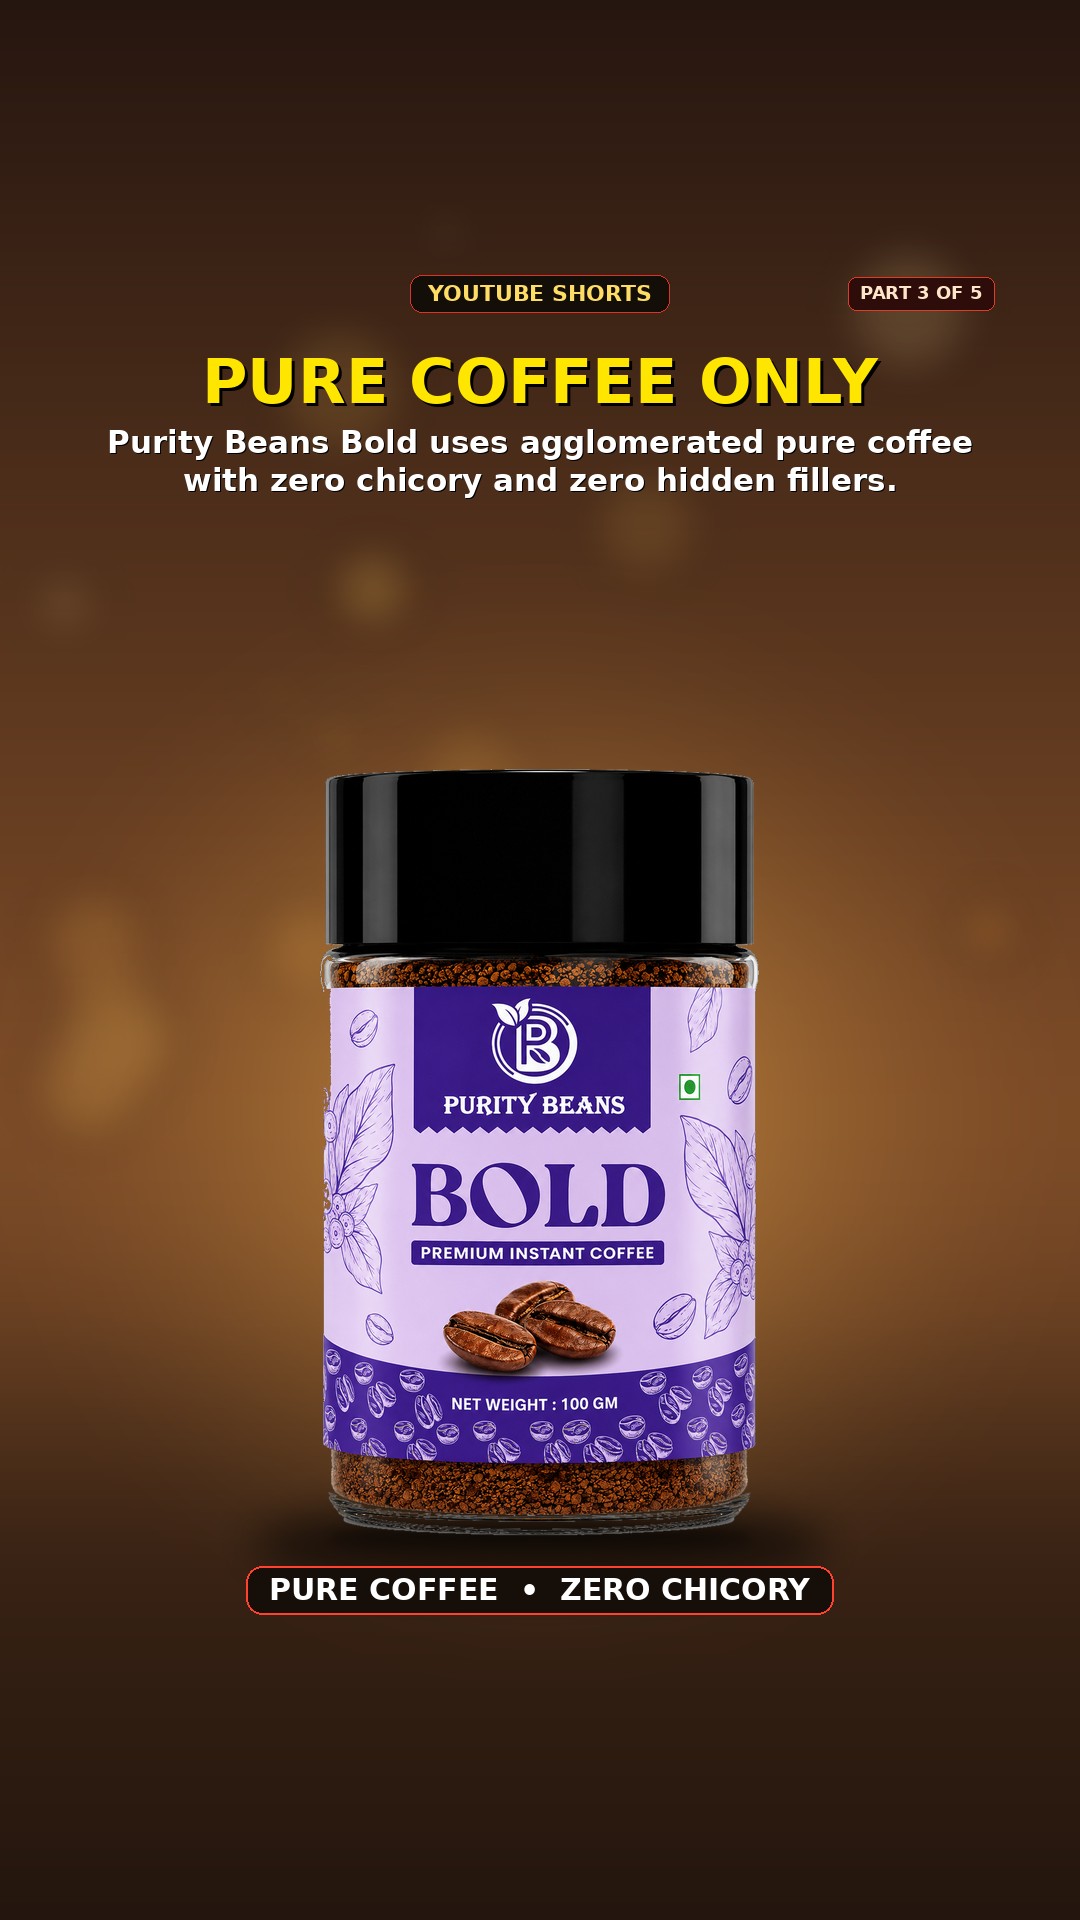 YOUTUBE SHORTS
PART 3 OF 5
PURE COFFEE ONLY
Purity Beans Bold uses agglomerated pure coffee
with zero chicory and zero hidden fillers.
PURITY BEANS
BOLD
PREMIUM INSTANT COFFEE
NET WEIGHT : 100 GM
PURE COFFEE • ZERO CHICORY